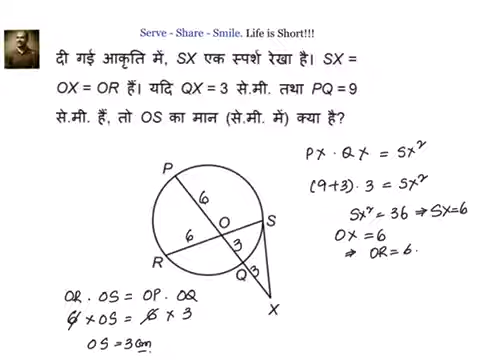 Serve - Share - Smile. Life is Short!!!
दी गई आकृति में, SX एक स्पर्श रेखा है। SX =
OX = OR हैं। यदि QX = 3 से.मी. तथा PQ = 9
से.मी. हैं, तो OS का मान (से.मी. में) क्या है?
PX · QX = SX²
(9+3) · 3 = SX²
SX² = 36 ⇒ SX = 6
OX = 6
⇒ OR = 6.
P
6
O
S
6
3
R
Q
3
X
OR · OS = OP · OQ
6 × OS = 6 × 3
OS = 3 cm